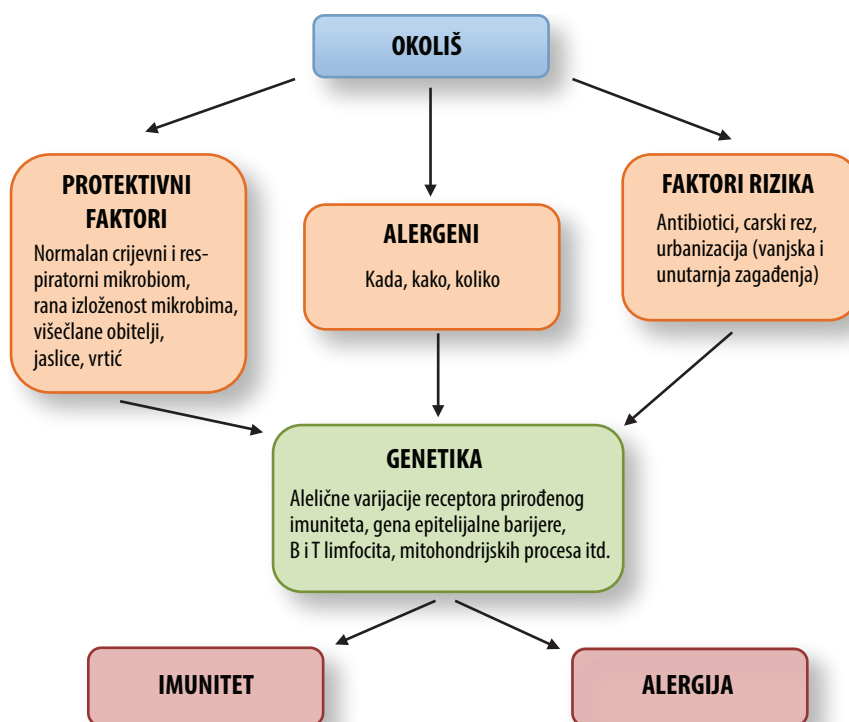 OKOLIŠ
PROTEKTIVNI
FAKTORI
Normalan crijevni i res-
piratorni mikrobiom,
rana izloženost mikrobima,
višečlane obitelji,
jaslice, vrtić
ALERGENI
Kada, kako, koliko
FAKTORI RIZIKA
Antibiotici, carski rez,
urbanizacija (vanjska i
unutarnja zagađenja)
GENETIKA
Alelične varijacije receptora prirođenog
imuniteta, gena epitelijalne barijere,
B i T limfocita, mitohondrijskih procesa itd.
IMUNITET
ALERGIJA